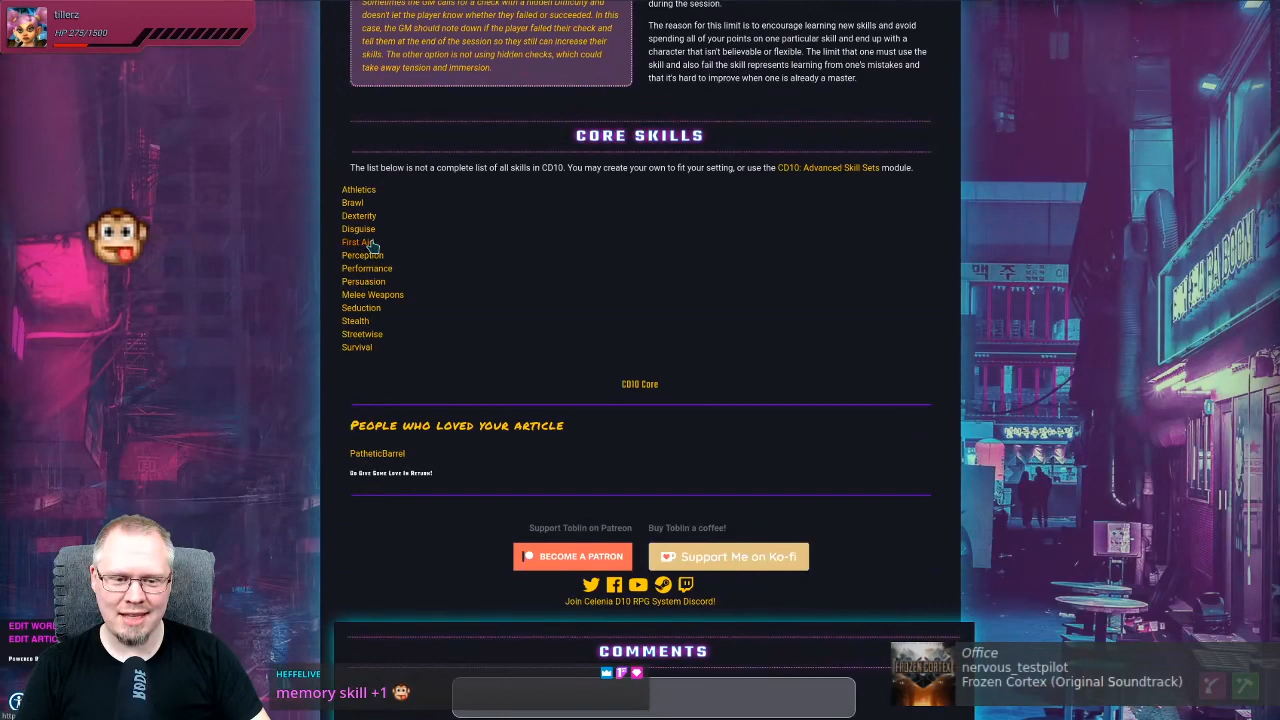 tillerz
HP 275/1500
Sometimes the GM calls for a check with a hidden Difficulty and
doesn't let the player know whether they failed or succeeded. In this
case, the GM should note down if the player failed their check and
tell them at the end of the session so they still can increase their
skills. The other option is not using hidden checks, which could
take away tension and immersion.
during the session.
The reason for this limit is to encourage learning new skills and avoid
spending all of your points on one particular skill and end up with a
character that isn't believable or flexible. The limit that one must use the
skill and also fail the skill represents learning from one's mistakes and
that it's hard to improve when one is already a master.
CORE SKILLS
The list below is not a complete list of all skills in CD10. You may create your own to fit your setting, or use the CD10: Advanced Skill Sets module.
Athletics
Brawl
Dexterity
Disguise
First Aid
Perception
Performance
Persuasion
Melee Weapons
Seduction
Stealth
Streetwise
Survival
CD10 Core
People who loved your article
PatheticBarrel
Go Give Some Love In Return!
Support Toblin on Patreon
Buy Toblin a coffee!
BECOME A PATRON
Support Me on Ko-fi
Join Celenia D10 RPG System Discord!
COMMENTS
EDIT WORL
EDIT ARTIC
HEFFELIVE
memory skill +1
Office
nervous_testpilot
Frozen Cortex (Original Soundtrack)
FROZEN CORTEX